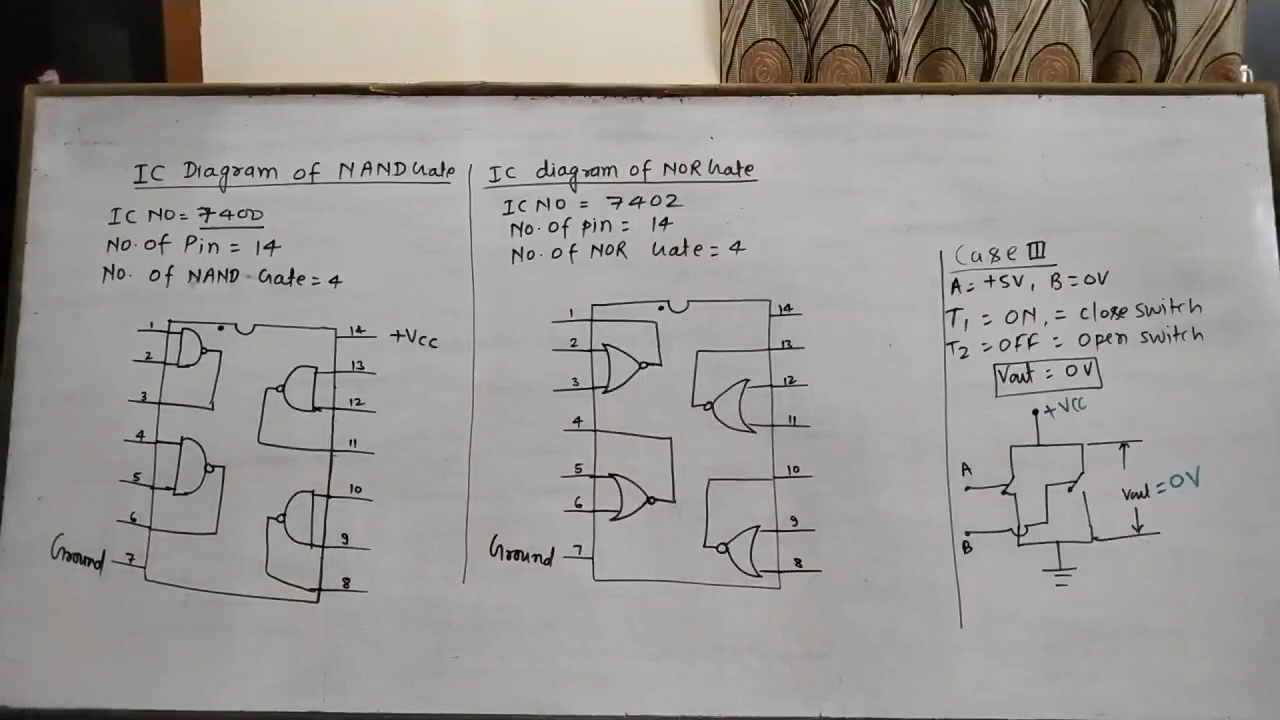 IC Diagram of NAND Gate
IC NO = 7400
No. of Pin = 14
No. of NAND Gate = 4
1
2
3
4
5
6
Ground 7
14 +Vcc
13
12
11
10
9
8
IC diagram of NOR Gate
IC NO = 7402
No. of pin = 14
No. of NOR Gate = 4
1
2
3
4
5
6
Ground 7
14
13
12
11
10
9
8
Case III
A = +5V, B = 0V
T1 = ON, = close switch
T2 = OFF = open switch
Vout = 0V
+Vcc
A
Vout = 0V
B